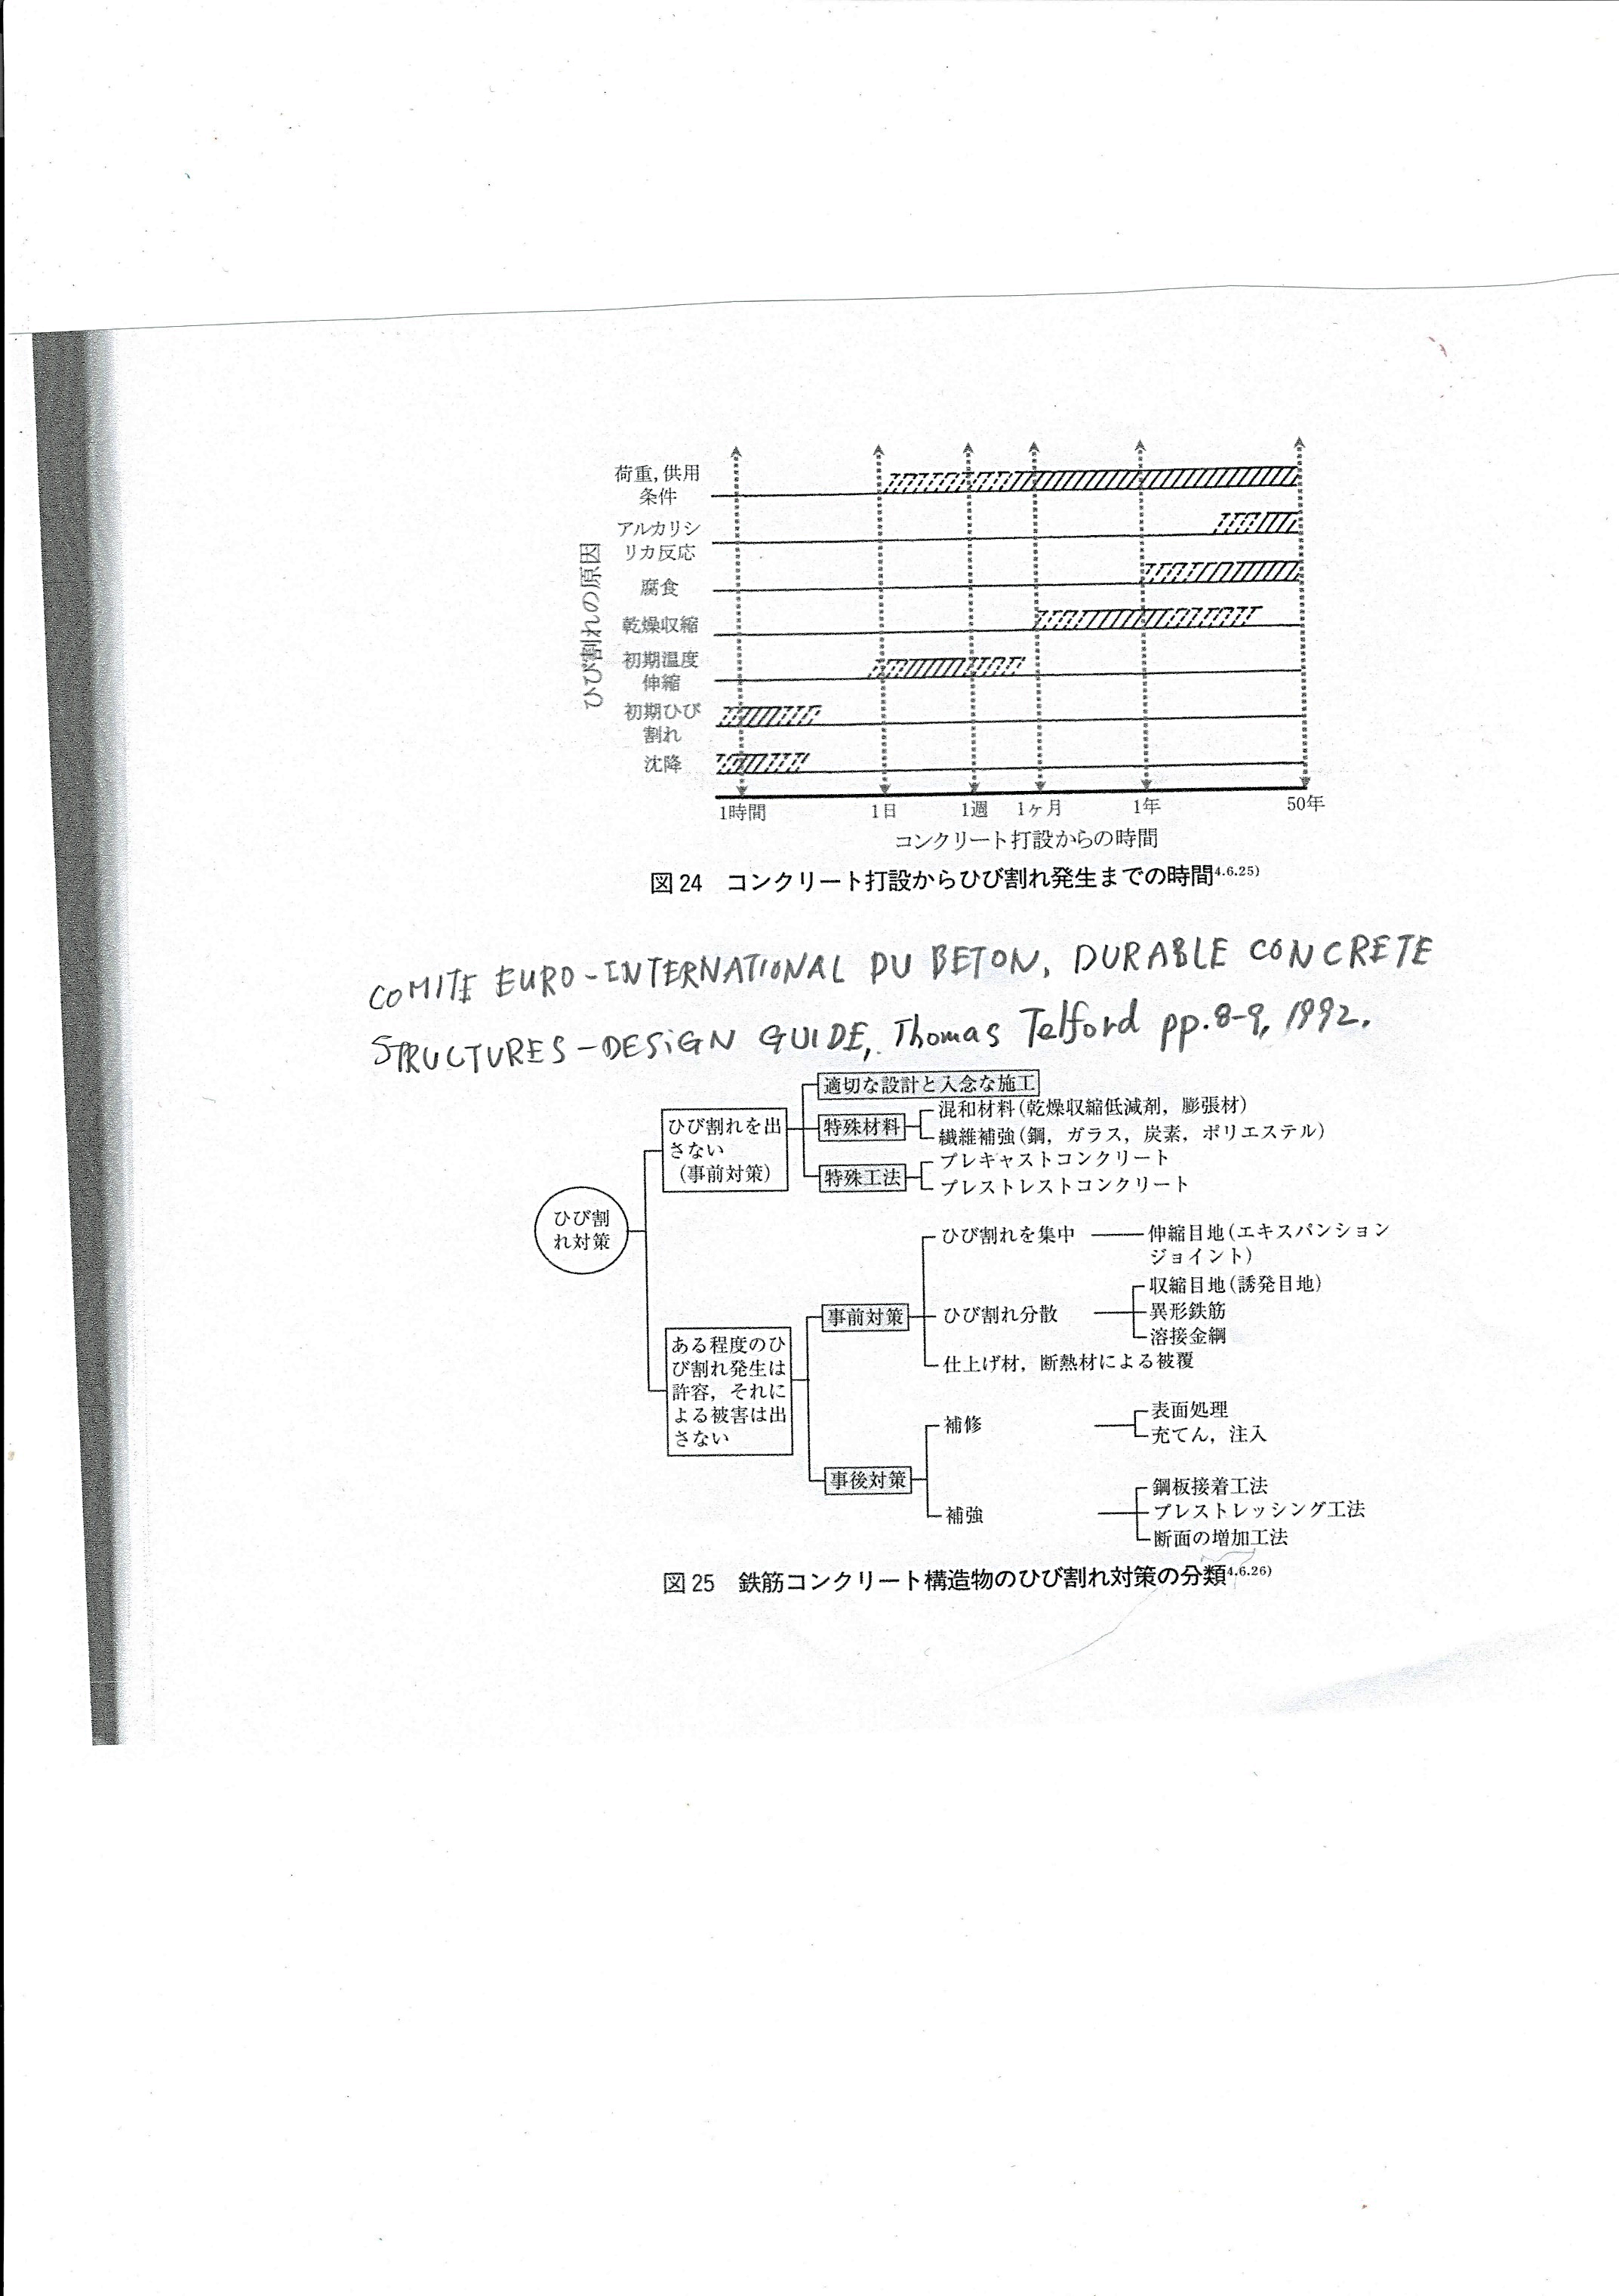 荷重,供用
条件
アルカリシ
リカ反応
腐食
乾燥収縮
初期温度
伸縮
初期ひび
割れ
沈降
ひび割れの原因
1時間 1日 1週 1ヶ月 1年 50年
コンクリート打設からの時間
図24 コンクリート打設からひび割れ発生までの時間4.6.25)
COMITE EURO-INTERNATIONAL DU BETON, DURABLE CONCRETE
STRUCTURES-DESIGN GUIDE, Thomas Telford pp.8-9, 1992.
ひび割
れ対策
ひび割れを出
さない
(事前対策)
適切な設計と入念な施工
特殊材料
混和材料(乾燥収縮低減剤,膨張材)
繊維補強(鋼,ガラス,炭素,ポリエステル)
特殊工法
プレキャストコンクリート
プレストレストコンクリート
ある程度のひ
び割れ発生は
許容,それに
よる被害は出
さない
事前対策
ひび割れを集中
伸縮目地(エキスパンション
ジョイント)
ひび割れ分散
収縮目地(誘発目地)
異形鉄筋
溶接金網
仕上げ材,断熱材による被覆
事後対策
補修
表面処理
充てん,注入
補強
鋼板接着工法
プレストレッシング工法
断面の増加工法
図25 鉄筋コンクリート構造物のひび割れ対策の分類4.6.26)